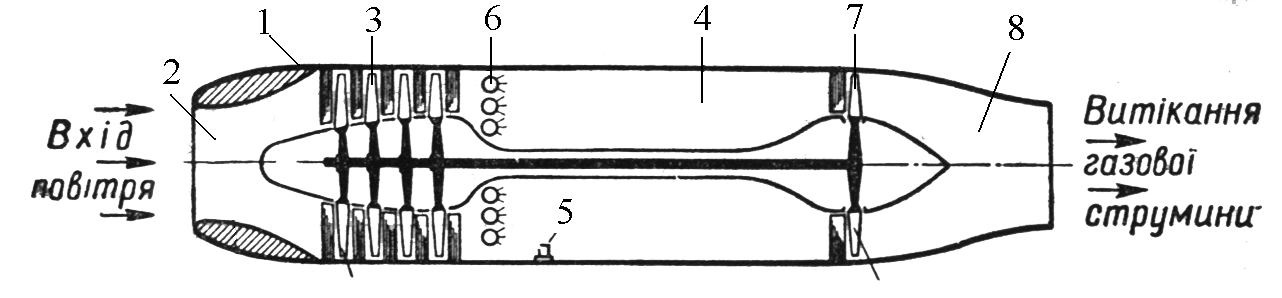 1
2
3
6
4
7
8
5
Вхід
повітря
Витікання
газової
струмини